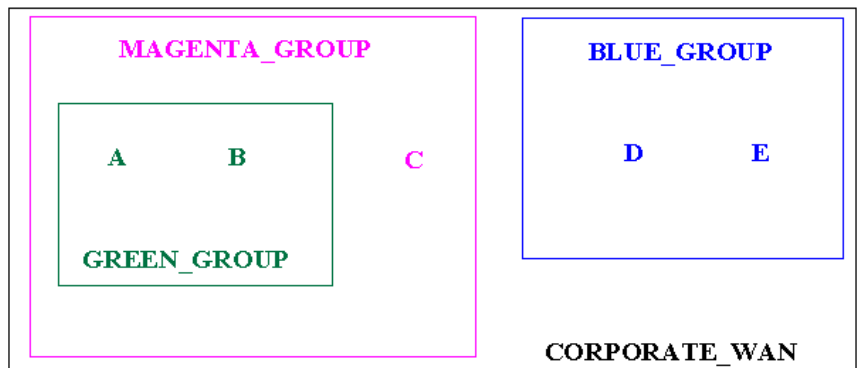 MAGENTA_GROUP
BLUE_GROUP
A B C
D E
GREEN_GROUP
CORPORATE_WAN